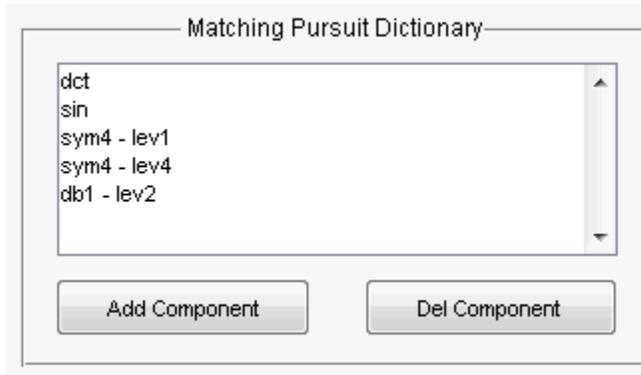 Matching Pursuit Dictionary
dct
sin
sym4 - lev1
sym4 - lev4
db1 - lev2
Add Component
Del Component